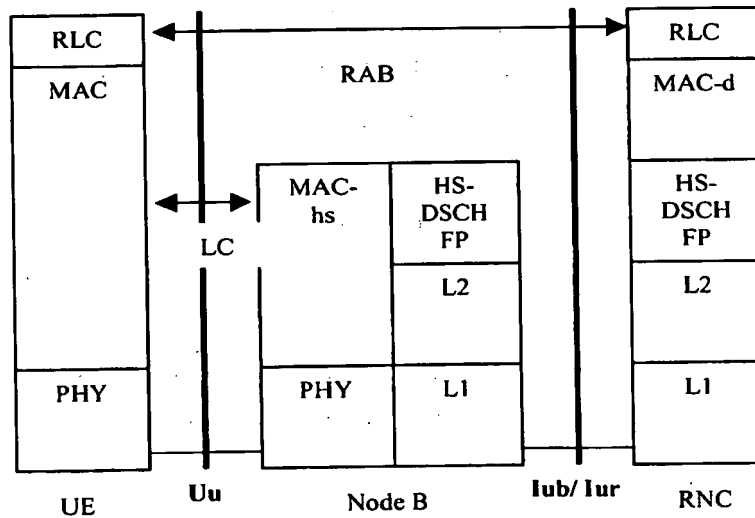 RLC
MAC
PHY
UE
RAB
LC
Uu
MAC-
hs
PHY
HS-
DSCH
FP
L2
L1
Node B
Iub/ Iur
RLC
MAC-d
HS-
DSCH
FP
L2
L1
RNC